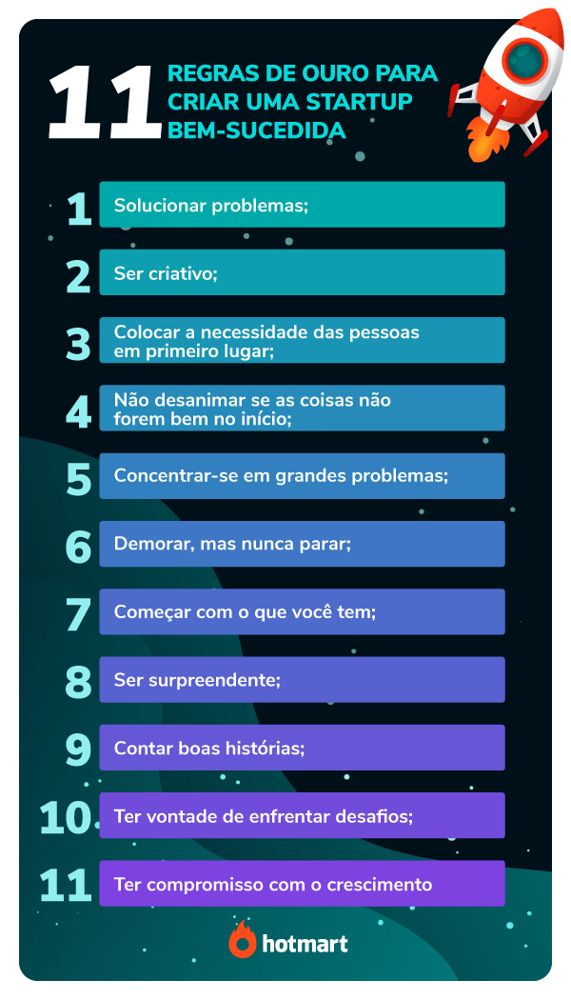 11
REGRAS DE OURO PARA
CRIAR UMA STARTUP
BEM-SUCEDIDA
1 Solucionar problemas;
2 Ser criativo;
3 Colocar a necessidade das pessoas
em primeiro lugar;
4 Não desanimar se as coisas não
forem bem no início;
5 Concentrar-se em grandes problemas;
6 Demorar, mas nunca parar;
7 Começar com o que você tem;
8 Ser surpreendente;
9 Contar boas histórias;
10 Ter vontade de enfrentar desafios;
11 Ter compromisso com o crescimento
hotmart